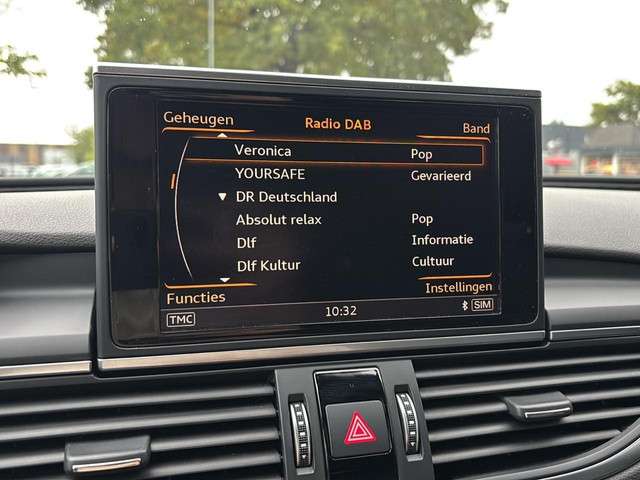 Geheugen Radio DAB Band
Veronica Pop
YOURSAFE Gevarieerd
DR Deutschland
Absolut relax Pop
Dlf Informatie
Dlf Kultur Cultuur
Functies Instellingen
TMC 10:32 SIM